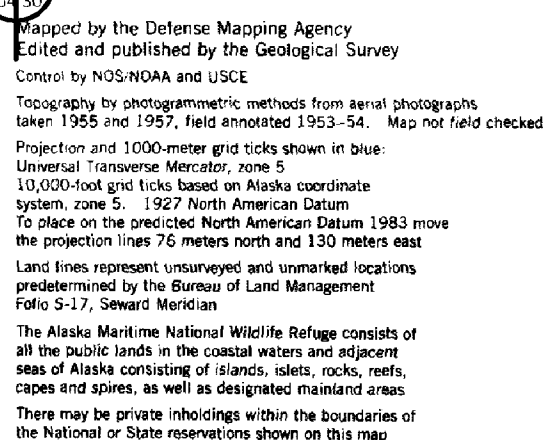 04'30"
Mapped by the Defense Mapping Agency
Edited and published by the Geological Survey
Control by NOS/NOAA and USCE
Topography by photogrammetric methods from aerial photographs
taken 1955 and 1957, field annotated 1953–54. Map not field checked
Projection and 1000-meter grid ticks shown in blue:
Universal Transverse Mercator, zone 5
10,000-foot grid ticks based on Alaska coordinate
system, zone 5. 1927 North American Datum
To place on the predicted North American Datum 1983 move
the projection lines 76 meters north and 130 meters east
Land lines represent unsurveyed and unmarked locations
predetermined by the Bureau of Land Management
Folio S-17, Seward Meridian
The Alaska Maritime National Wildlife Refuge consists of
all the public lands in the coastal waters and adjacent
seas of Alaska consisting of islands, islets, rocks, reefs,
capes and spires, as well as designated mainland areas
There may be private inholdings within the boundaries of
the National or State reservations shown on this map